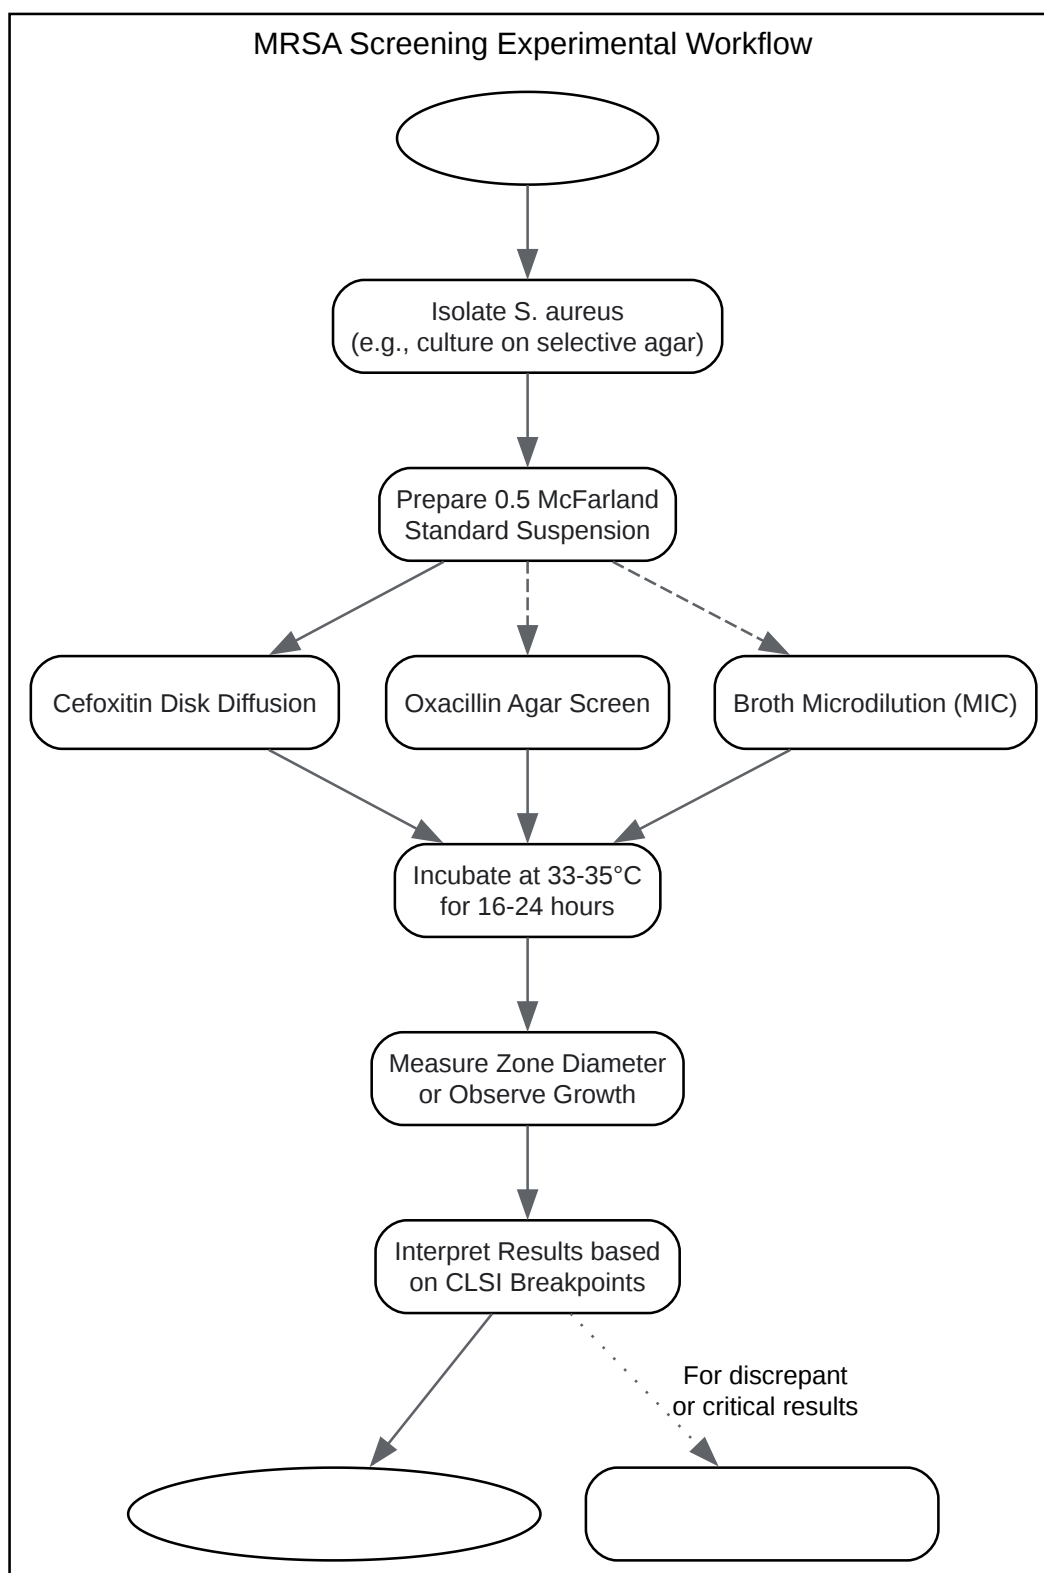 MRSA Screening Experimental Workflow
Isolate S. aureus
(e.g., culture on selective agar)
Prepare 0.5 McFarland
Standard Suspension
Cefoxitin Disk Diffusion
Oxacillin Agar Screen
Broth Microdilution (MIC)
Incubate at 33-35°C
for 16-24 hours
Measure Zone Diameter
or Observe Growth
Interpret Results based
on CLSI Breakpoints
For discrepant
or critical results